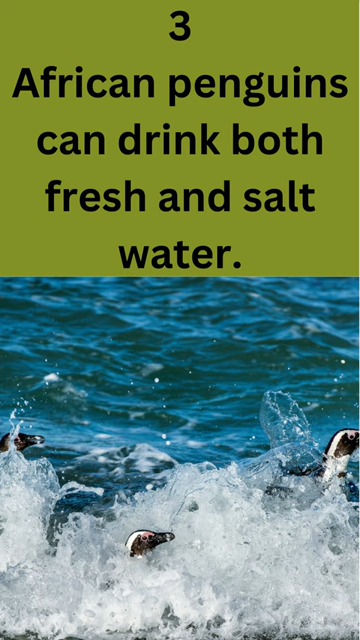 3
African penguins
can drink both
fresh and salt
water.